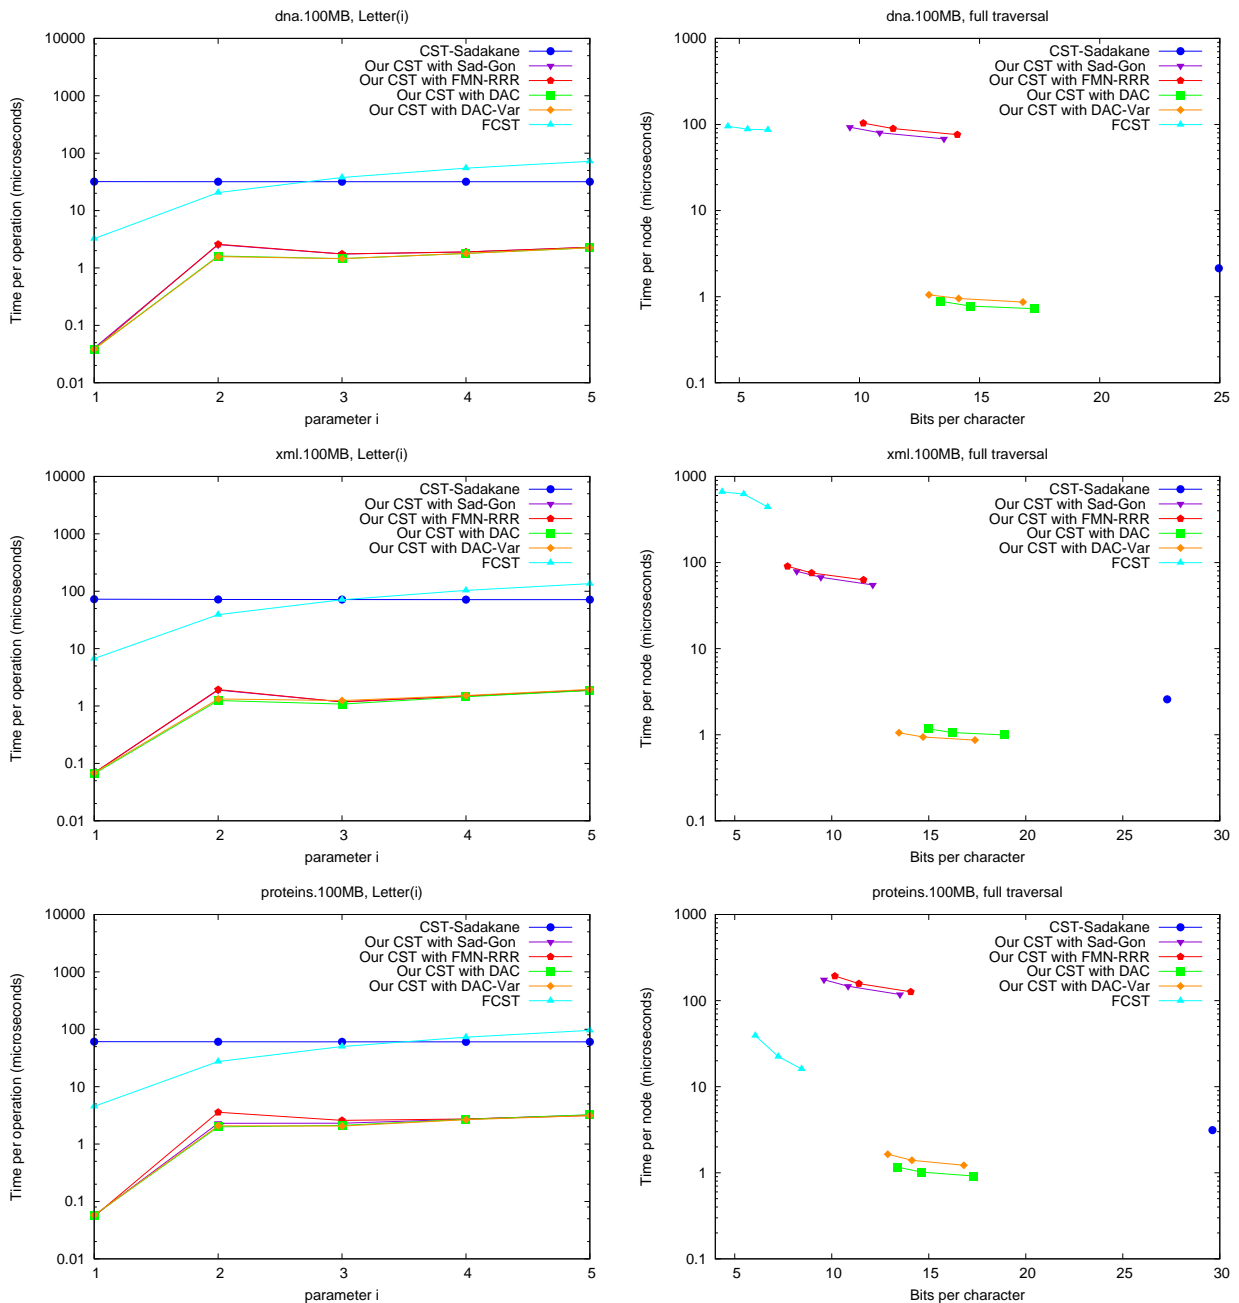 dna.100MB, Letter(i)
10000
1000
100
10
1
0.1
0.01
1 2 3 4 5
parameter i
Time per operation (microseconds)
CST-Sadakane
Our CST with Sad-Gon
Our CST with FMN-RRR
Our CST with DAC
Our CST with DAC-Var
FCST
dna.100MB, full traversal
1000
100
10
1
0.1
5 10 15 20 25
Bits per character
Time per node (microseconds)
CST-Sadakane
Our CST with Sad-Gon
Our CST with FMN-RRR
Our CST with DAC
Our CST with DAC-Var
FCST
xml.100MB, Letter(i)
10000
1000
100
10
1
0.1
0.01
1 2 3 4 5
parameter i
Time per operation (microseconds)
CST-Sadakane
Our CST with Sad-Gon
Our CST with FMN-RRR
Our CST with DAC
Our CST with DAC-Var
FCST
xml.100MB, full traversal
1000
100
10
1
0.1
5 10 15 20 25 30
Bits per character
Time per node (microseconds)
CST-Sadakane
Our CST with Sad-Gon
Our CST with FMN-RRR
Our CST with DAC
Our CST with DAC-Var
FCST
proteins.100MB, Letter(i)
10000
1000
100
10
1
0.1
0.01
1 2 3 4 5
parameter i
Time per operation (microseconds)
CST-Sadakane
Our CST with Sad-Gon
Our CST with FMN-RRR
Our CST with DAC
Our CST with DAC-Var
FCST
proteins.100MB, full traversal
1000
100
10
1
0.1
5 10 15 20 25 30
Bits per character
Time per node (microseconds)
CST-Sadakane
Our CST with Sad-Gon
Our CST with FMN-RRR
Our CST with DAC
Our CST with DAC-Var
FCST